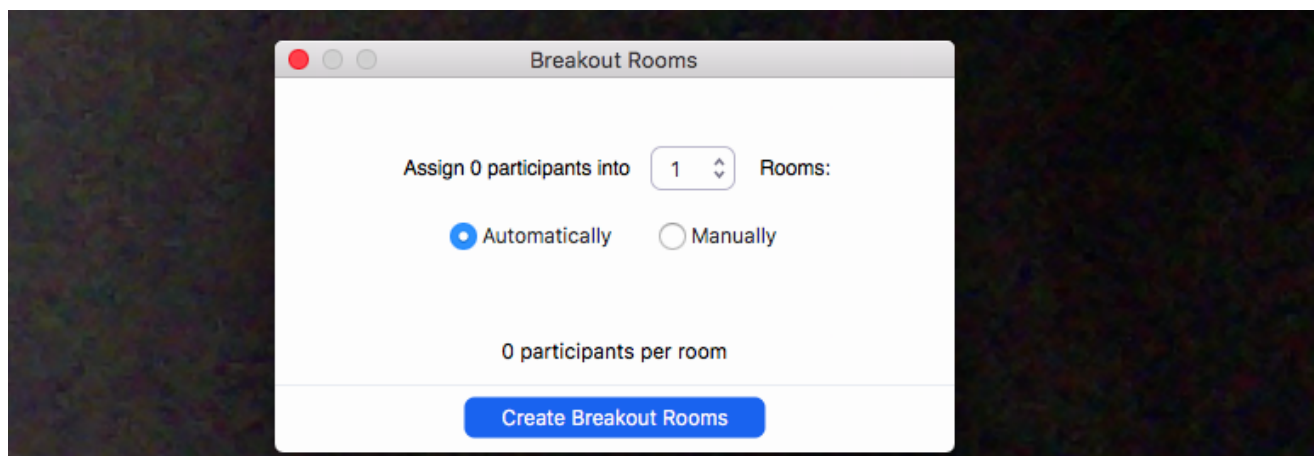 Breakout Rooms
Assign 0 participants into 1 Rooms:
Automatically Manually
0 participants per room
Create Breakout Rooms